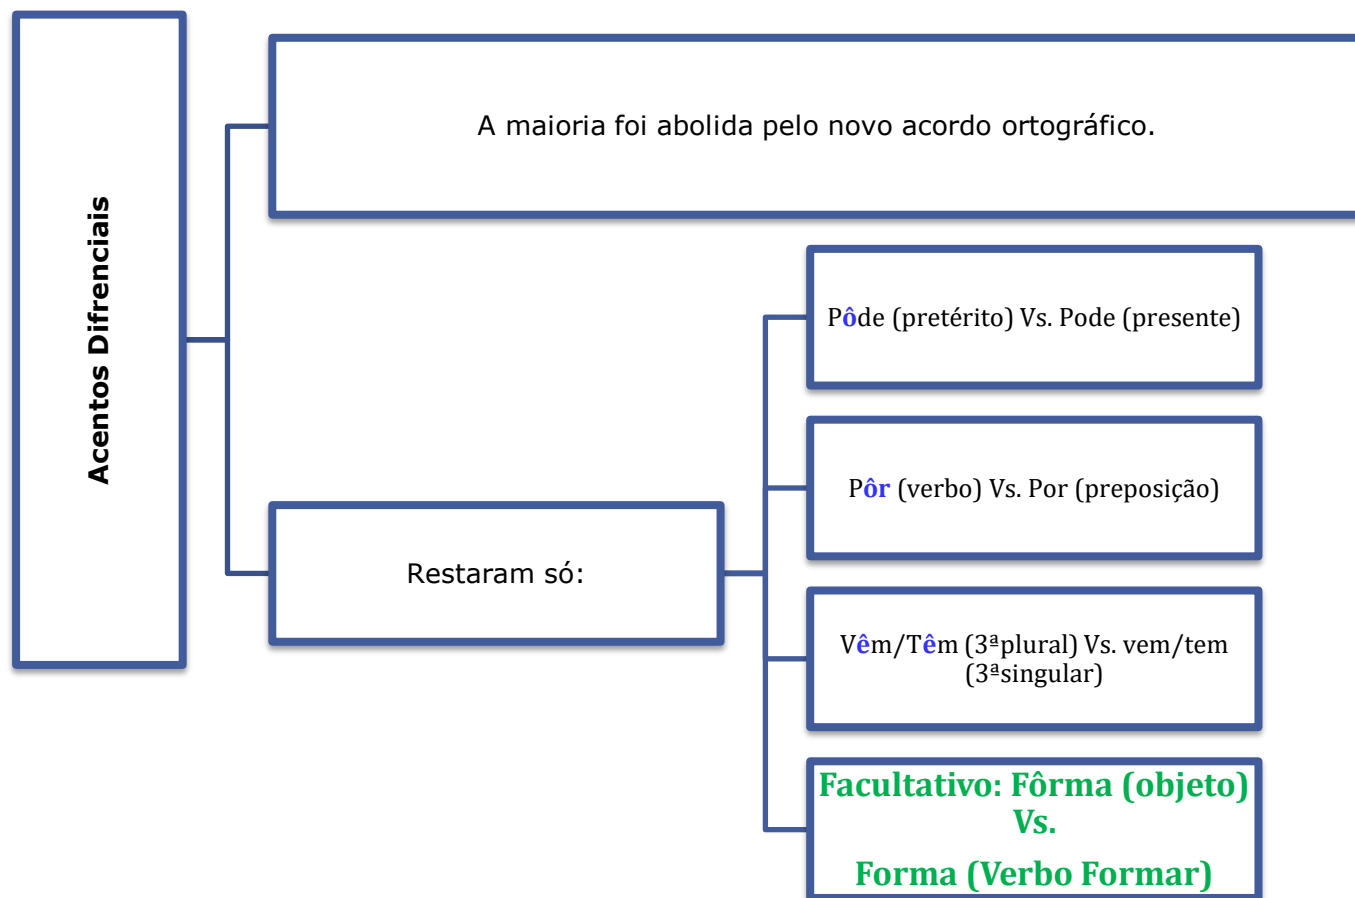 Acentos Difrenciais
A maioria foi abolida pelo novo acordo ortográfico.
Restaram só:
Pôde (pretérito) Vs. Pode (presente)
Pôr (verbo) Vs. Por (preposição)
Vêm/Têm (3ªplural) Vs. vem/tem
(3ªsingular)
Facultativo: Fôrma (objeto)
Vs.
Forma (Verbo Formar)